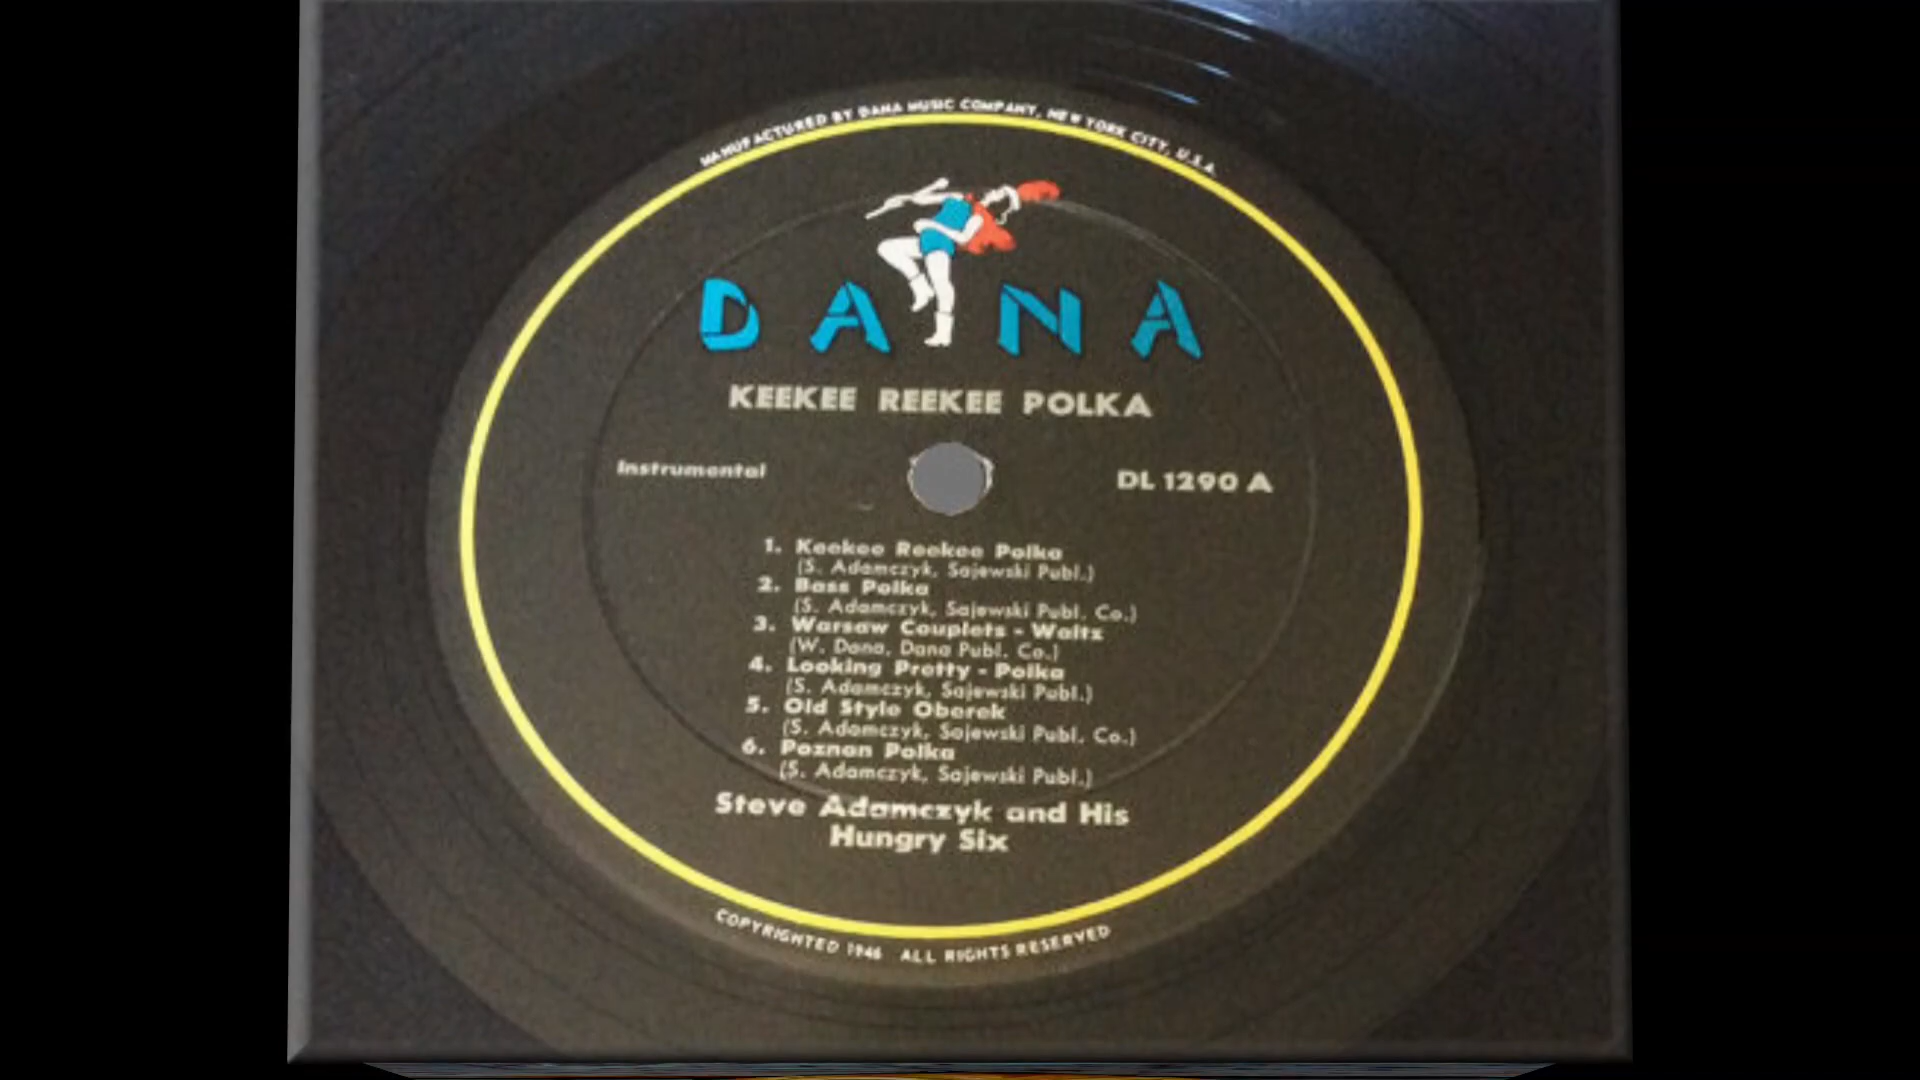 MANUFACTURED BY DANA MUSIC COMPANY, NEW YORK CITY, U.S.A.
DANA
KEEKEE REEKEE POLKA
Instrumental
DL 1290 A
1. Keekee Reekee Polka
(S. Adamczyk, Sajewski Publ.)
2. Bass Polka
(S. Adamczyk, Sajewski Publ. Co.)
3. Warsaw Couplets - Waltz
(W. Dana, Dana Publ. Co.)
4. Looking Pretty - Polka
(S. Adamczyk, Sajewski Publ.)
5. Old Style Oberek
(S. Adamczyk, Sajewski Publ. Co.)
6. Poznan Polka
(S. Adamczyk, Sajewski Publ.)
Steve Adamczyk and His
Hungry Six
COPYRIGHTED 1946 ALL RIGHTS RESERVED